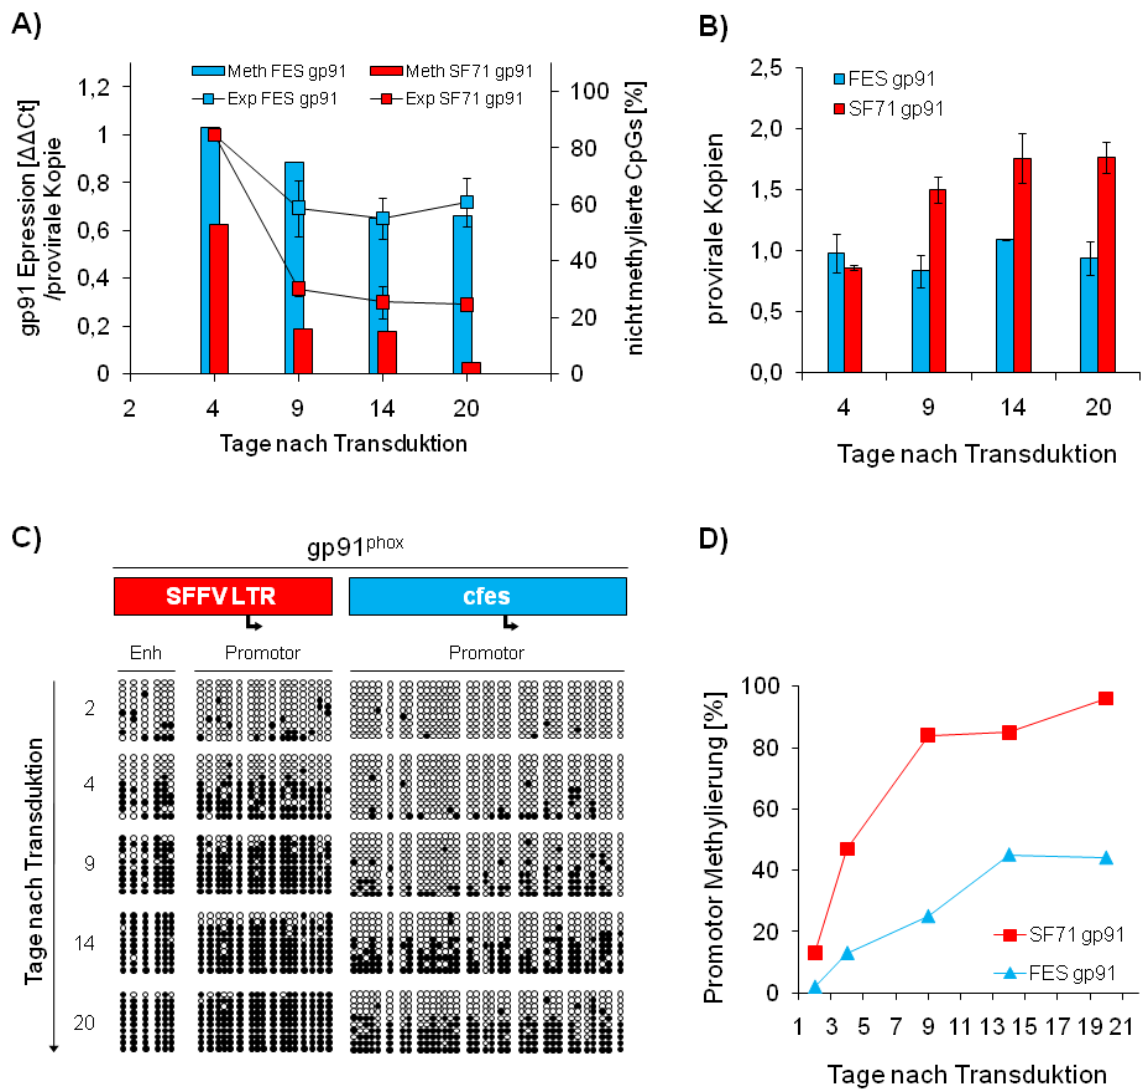 A)
Meth FES gp91
Meth SF71 gp91
Exp FES gp91
Exp SF71 gp91
gp91 Epression [ΔΔCt]
/provirale Kopie
1,2
1
0,8
0,6
0,4
0,2
0
100
80
60
40
20
0
nicht methylierte CpGs [%]
2 4 9 14 20
Tage nach Transduktion
B)
FES gp91
SF71 gp91
provirale Kopien
2,5
2,0
1,5
1,0
0,5
0,0
4 9 14 20
Tage nach Transduktion
C)
gp91phox
SFFV LTR
cfes
Enh
Promotor
Promotor
Tage nach Transduktion
2
4
9
14
20
D)
Promotor Methylierung [%]
100
80
60
40
20
0
SF71 gp91
FES gp91
1 3 5 7 9 11 13 15 17 19 21
Tage nach Transduktion